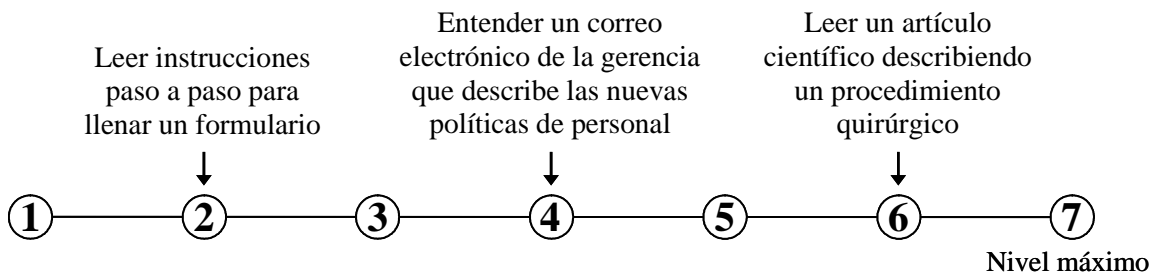 Leer instrucciones
paso a paso para
llenar un formulario
Entender un correo
electrónico de la gerencia
que describe las nuevas
políticas de personal
Leer un artículo
científico describiendo
un procedimiento
quirúrgico
1 2 3 4 5 6 7
Nivel máximo